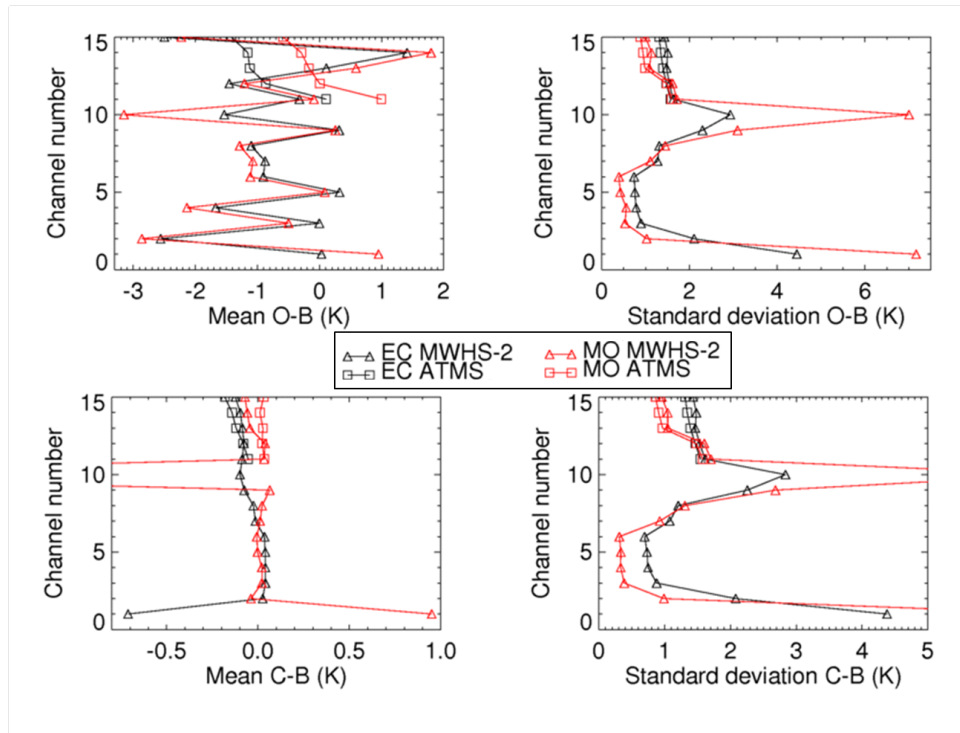 15
10
5
0
Channel number
-3 -2 -1 0 1 2
Mean O-B (K)
15
10
5
0
Channel number
0 2 4 6
Standard deviation O-B (K)
EC MWHS-2
EC ATMS
MO MWHS-2
MO ATMS
15
10
5
0
Channel number
-0.5 0.0 0.5 1.0
Mean C-B (K)
15
10
5
0
Channel number
0 1 2 3 4 5
Standard deviation C-B (K)